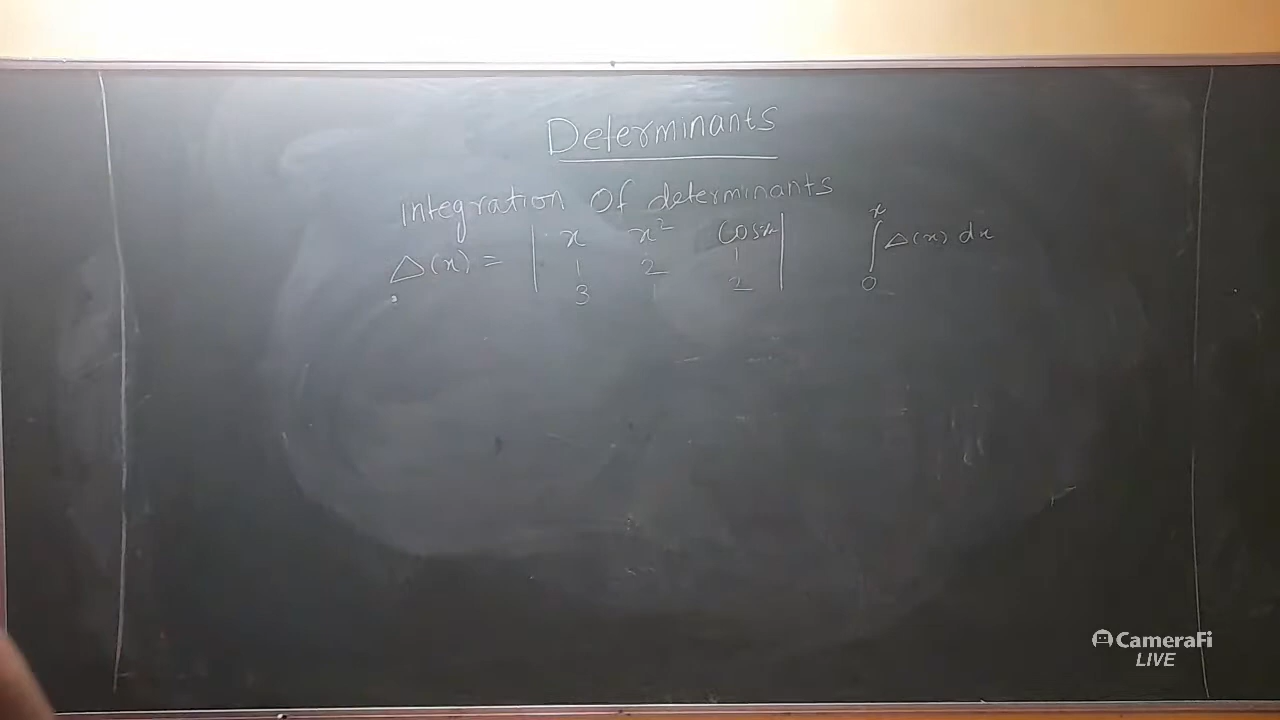 Determinants
Integration of determinants
Δ(x) = | x x² cosx | ∫₀ˣ Δ(x) dx
1 2 1
3 1 2
CameraFi
LIVE